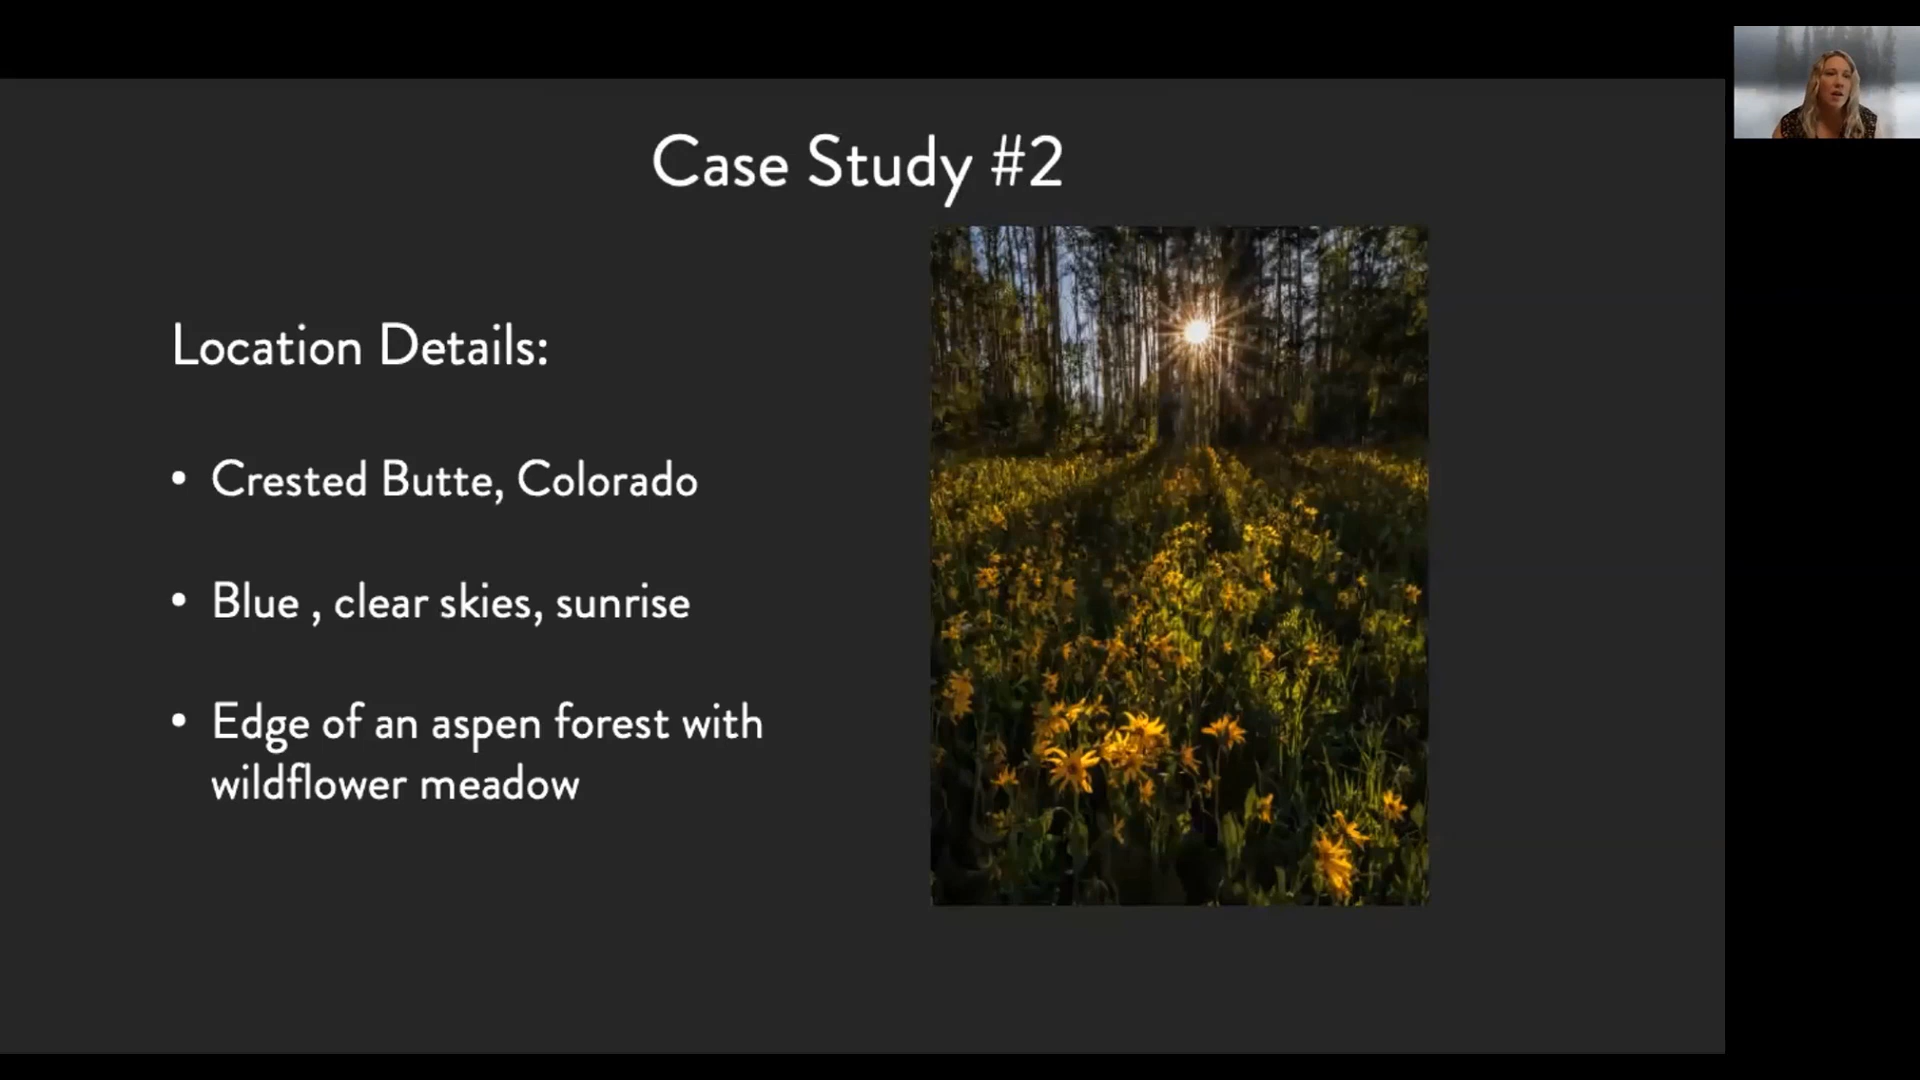 Case Study #2
Location Details:
• Crested Butte, Colorado
• Blue , clear skies, sunrise
• Edge of an aspen forest with
wildflower meadow